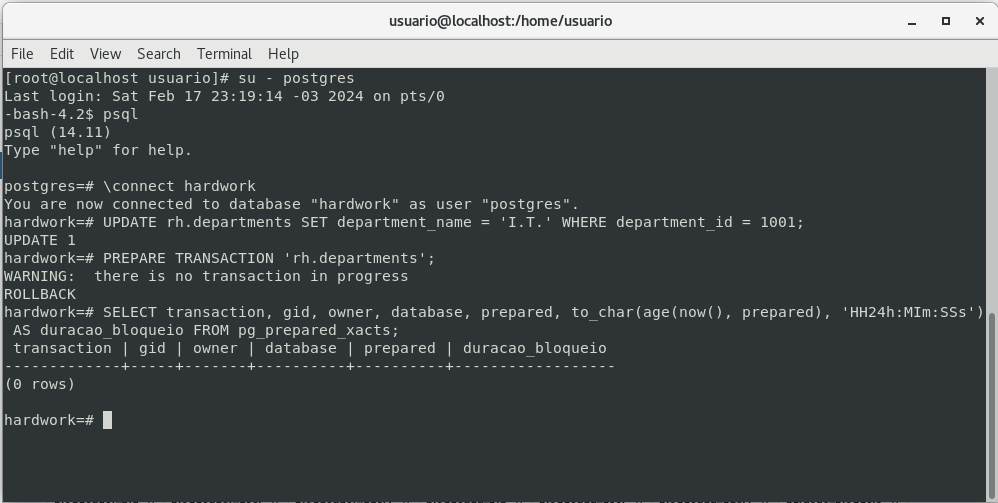 usuario@localhost:/home/usuario
File Edit View Search Terminal Help
[root@localhost usuario]# su - postgres
Last login: Sat Feb 17 23:19:14 -03 2024 on pts/0
-bash-4.2$ psql
psql (14.11)
Type "help" for help.
postgres=# \connect hardwork
You are now connected to database "hardwork" as user "postgres".
hardwork=# UPDATE rh.departments SET department_name = 'I.T.' WHERE department_id = 1001;
UPDATE 1
hardwork=# PREPARE TRANSACTION 'rh.departments';
WARNING:  there is no transaction in progress
ROLLBACK
hardwork=# SELECT transaction, gid, owner, database, prepared, to_char(age(now(), prepared), 'HH24h:MIm:SSs')
 AS duracao_bloqueio FROM pg_prepared_xacts;
 transaction | gid | owner | database | prepared | duracao_bloqueio
-------------+-----+-------+----------+----------+------------------
(0 rows)
hardwork=#